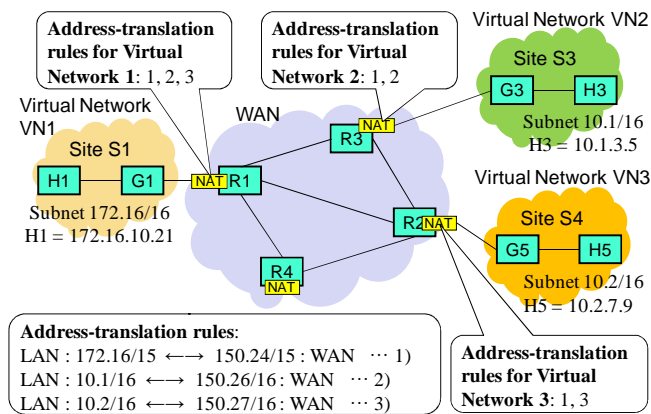 Address-translation
rules for Virtual
Network 1: 1, 2, 3
Address-translation
rules for Virtual
Network 2: 1, 2
Virtual Network VN2
Site S3
G3
H3
Subnet 10.1/16
H3 = 10.1.3.5
Virtual Network
VN1
Site S1
H1
G1
Subnet 172.16/16
H1 = 172.16.10.21
WAN
NAT
R1
R3
NAT
R2
NAT
R4
NAT
Virtual Network VN3
Site S4
G5
H5
Subnet 10.2/16
H5 = 10.2.7.9
Address-translation rules:
LAN : 172.16/15 ←→ 150.24/15 : WAN ··· 1)
LAN : 10.1/16 ←→ 150.26/16 : WAN ··· 2)
LAN : 10.2/16 ←→ 150.27/16 : WAN ··· 3)
Address-translation
rules for Virtual
Network 3: 1, 3